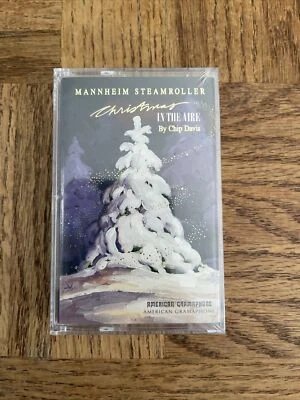 MANNHEIM STEAMROLLER
Christmas
IN THE AIRE
By Chip Davis
AMERICAN GRAMAPHONE
AMERICAN GRAMAPHONE